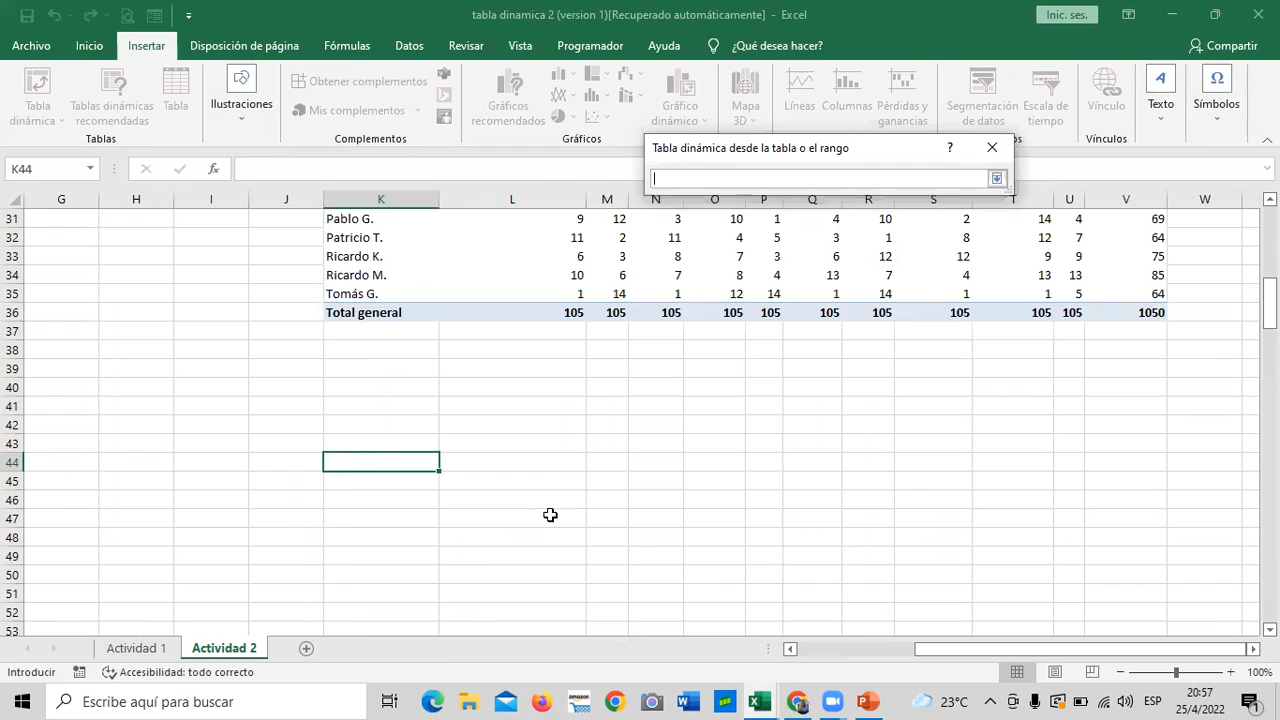 tabla dinamica 2 (version 1)[Recuperado automáticamente] - Excel
Inic. ses.
Archivo Inicio Insertar Disposición de página Fórmulas Datos Revisar Vista Programador Ayuda ¿Qué desea hacer? Compartir
Tabla dinámica
Tablas dinámicas recomendadas
Tabla
Ilustraciones
Obtener complementos
Mis complementos
Gráficos recomendados
Gráfico dinámico
Mapa 3D
Líneas
Columnas
Pérdidas y ganancias
Segmentación de datos
Escala de tiempo
Vínculo
Texto
Símbolos
Tablas Complementos Gráficos Vínculos
Tabla dinámica desde la tabla o el rango ?
K44 fx
G H I J K L M N O P Q R S T U V W
31 Pablo G. 9 12 3 10 1 4 10 2 14 4 69
32 Patricio T. 11 2 11 4 5 3 1 8 12 7 64
33 Ricardo K. 6 3 8 7 3 6 12 12 9 9 75
34 Ricardo M. 10 6 7 8 4 13 7 4 13 13 85
35 Tomás G. 1 14 1 12 14 1 14 1 1 5 64
36 Total general 105 105 105 105 105 105 105 105 105 105 1050
37
38
39
40
41
42
43
44
45
46
47
48
49
50
51
52
53
Actividad 1 Actividad 2
Introducir Accesibilidad: todo correcto 100%
Escribe aquí para buscar
amazon
23°C ESP
20:57
25/4/2022